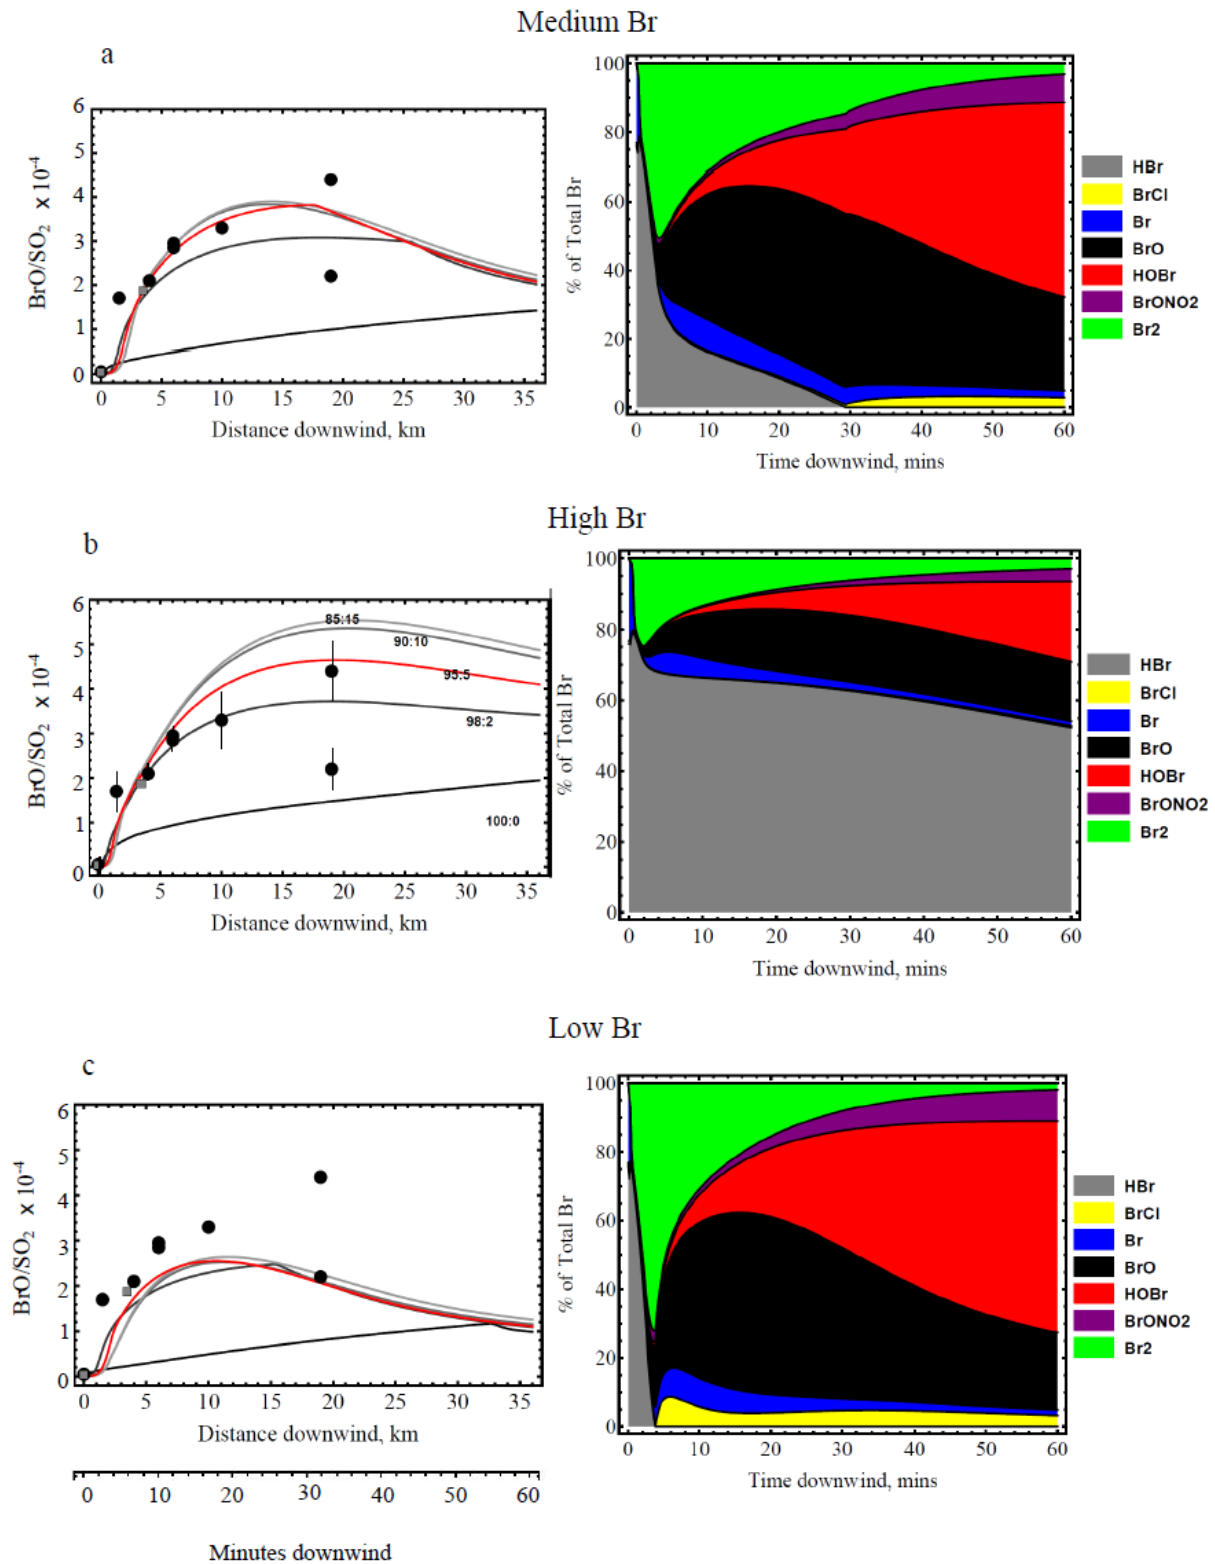 Medium Br
a
6
5
4
3
2
1
0
BrO/SO2 x 10-4
0 5 10 15 20 25 30 35
Distance downwind, km
100
80
60
40
20
0
% of Total Br
0 10 20 30 40 50 60
Time downwind, mins
HBr
BrCl
Br
BrO
HOBr
BrONO2
Br2
High Br
b
6
5
4
3
2
1
0
BrO/SO2 x 10-4
85:15
90:10
95:5
98:2
100:0
0 5 10 15 20 25 30 35
Distance downwind, km
100
80
60
40
20
0
% of Total Br
0 10 20 30 40 50 60
Time downwind, mins
HBr
BrCl
Br
BrO
HOBr
BrONO2
Br2
Low Br
c
6
5
4
3
2
1
0
BrO/SO2 x 10-4
0 5 10 15 20 25 30 35
Distance downwind, km
0 10 20 30 40 50 60
Minutes downwind
100
80
60
40
20
0
% of Total Br
0 10 20 30 40 50 60
Time downwind, mins
HBr
BrCl
Br
BrO
HOBr
BrONO2
Br2